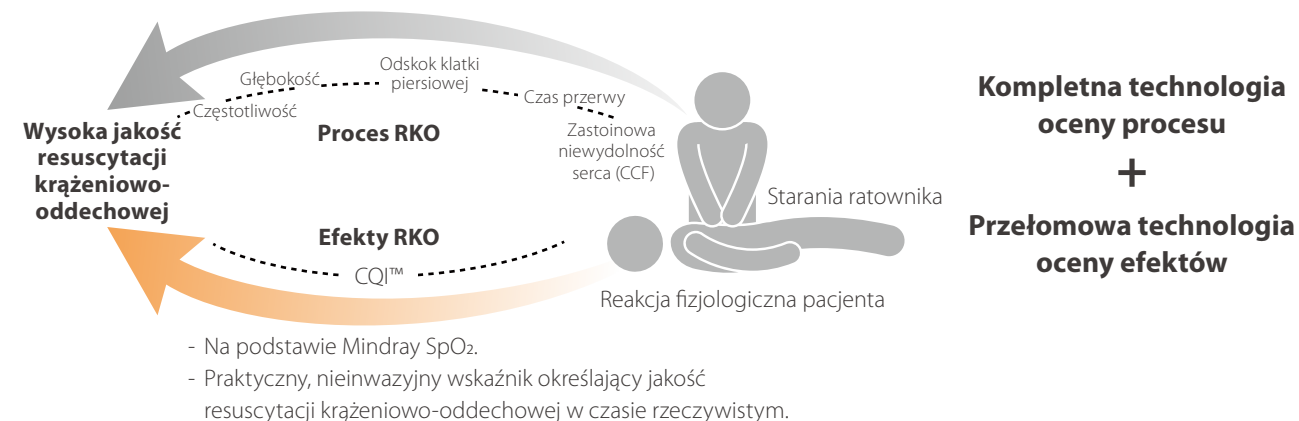 Wysoka jakość
resuscytacji
krążeniowo-
oddechowej
Częstotliwość
Głębokość
Odskok klatki
piersiowej
Czas przerwy
Zastoinowa
niewydolność
serca (CCF)
Proces RKO
Efekty RKO
CQI™
Starania ratownika
Reakcja fizjologiczna pacjenta
- Na podstawie Mindray SpO₂.
- Praktyczny, nieinwazyjny wskaźnik określający jakość
resuscytacji krążeniowo-oddechowej w czasie rzeczywistym.
Kompletna technologia
oceny procesu
+
Przełomowa technologia
oceny efektów